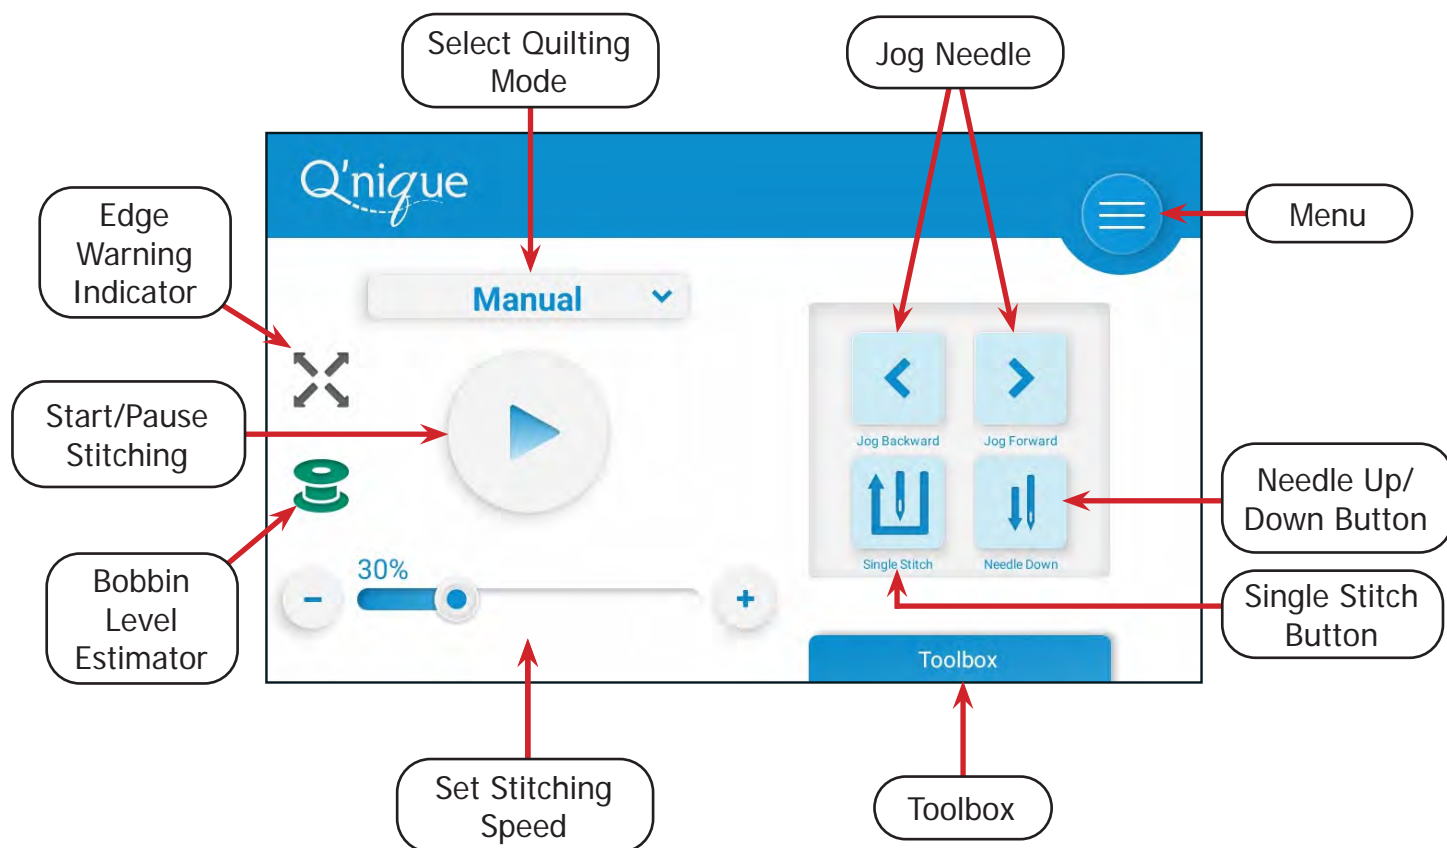 Select Quilting
Mode
Jog Needle
Q'nique
Edge
Warning
Indicator
Menu
Manual
Start/Pause
Stitching
Jog Backward
Jog Forward
Needle Up/
Down Button
Single Stitch
Needle Down
30%
-
+
Bobbin
Level
Estimator
Single Stitch
Button
Toolbox
Set Stitching
Speed
Toolbox